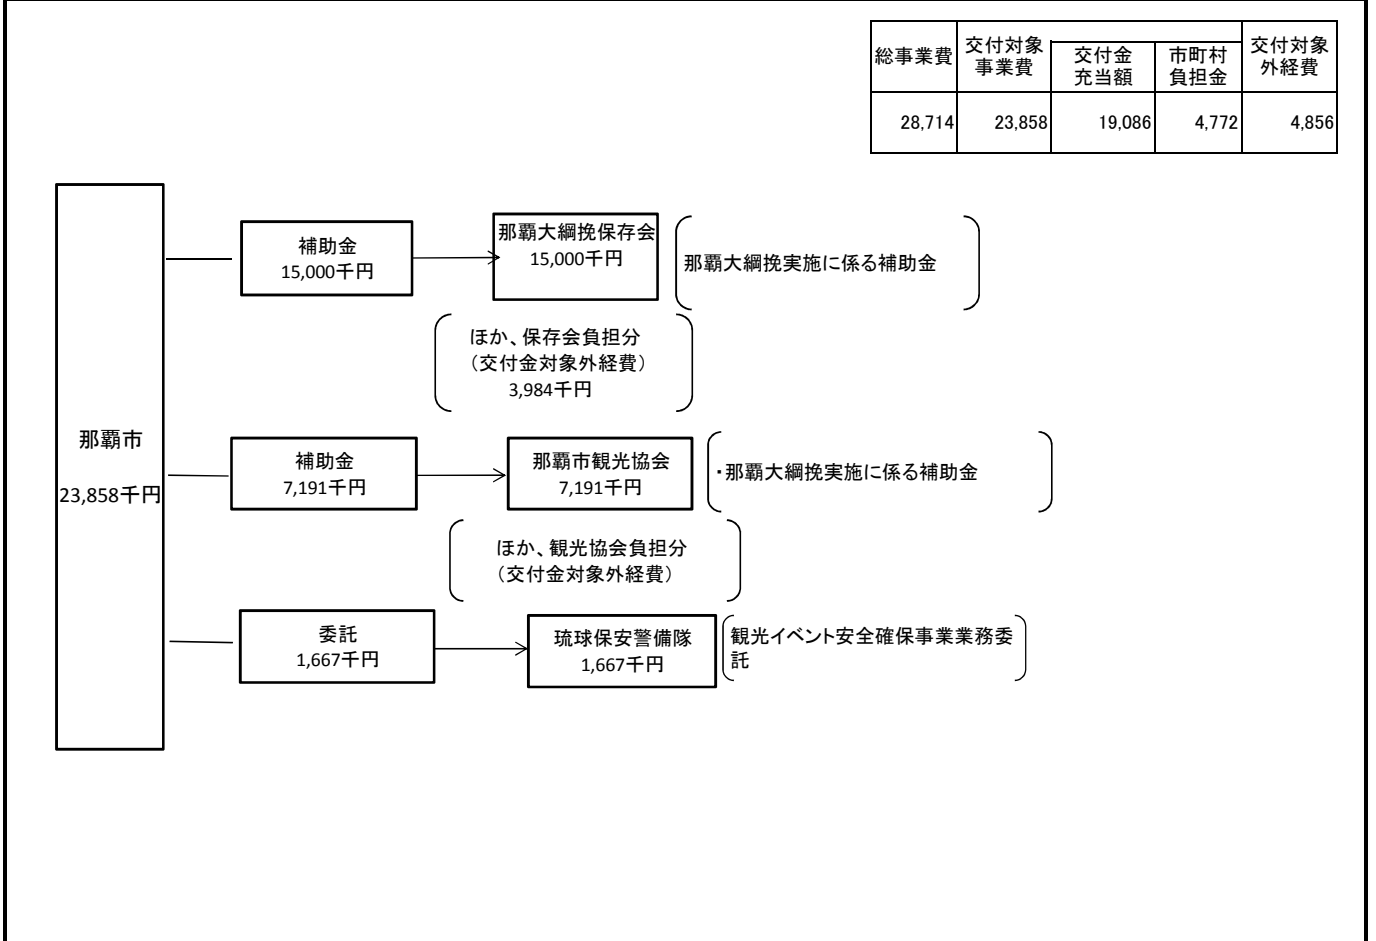 総事業費
交付対象
事業費
交付金
充当額
市町村
負担金
交付対象
外経費
28,714
23,858
19,086
4,772
4,856
那覇市
23,858千円
補助金
15,000千円
那覇大綱挽保存会
15,000千円
那覇大綱挽実施に係る補助金
ほか、保存会負担分
（交付金対象外経費）
3,984千円
補助金
7,191千円
那覇市観光協会
7,191千円
・那覇大綱挽実施に係る補助金
ほか、観光協会負担分
（交付金対象外経費）
委託
1,667千円
琉球保安警備隊
1,667千円
観光イベント安全確保事業業務委
託